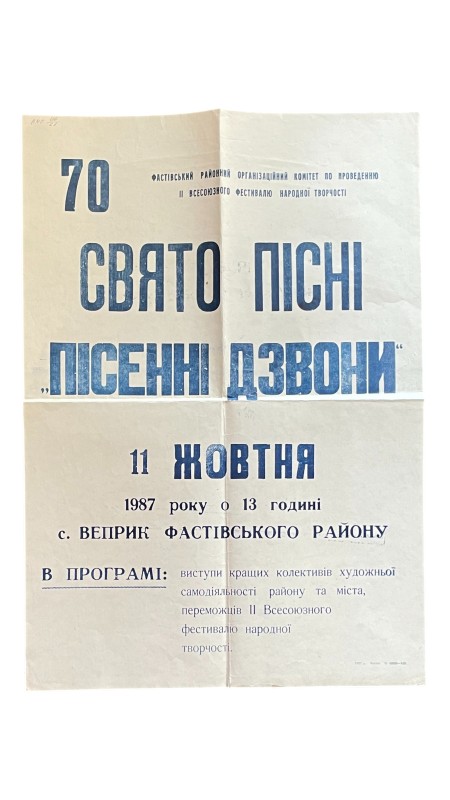 70
ФАСТІВСЬКИЙ РАЙОННИЙ ОРГАНІЗАЦІЙНИЙ КОМІТЕТ ПО ПРОВЕДЕННЮ
ІІ ВСЕСОЮЗНОГО ФЕСТИВАЛЮ НАРОДНОЇ ТВОРЧОСТІ
СВЯТО ПІСНІ
„ПІСЕННІ ДЗВОНИ“
11 ЖОВТНЯ
1987 року о 13 годині
с. ВЕПРИК ФАСТІВСЬКОГО РАЙОНУ
В ПРОГРАМІ: виступи кращих колективів художньої
самодіяльності району та міста,
переможців ІІ Всесоюзного
фестивалю народної
творчості.